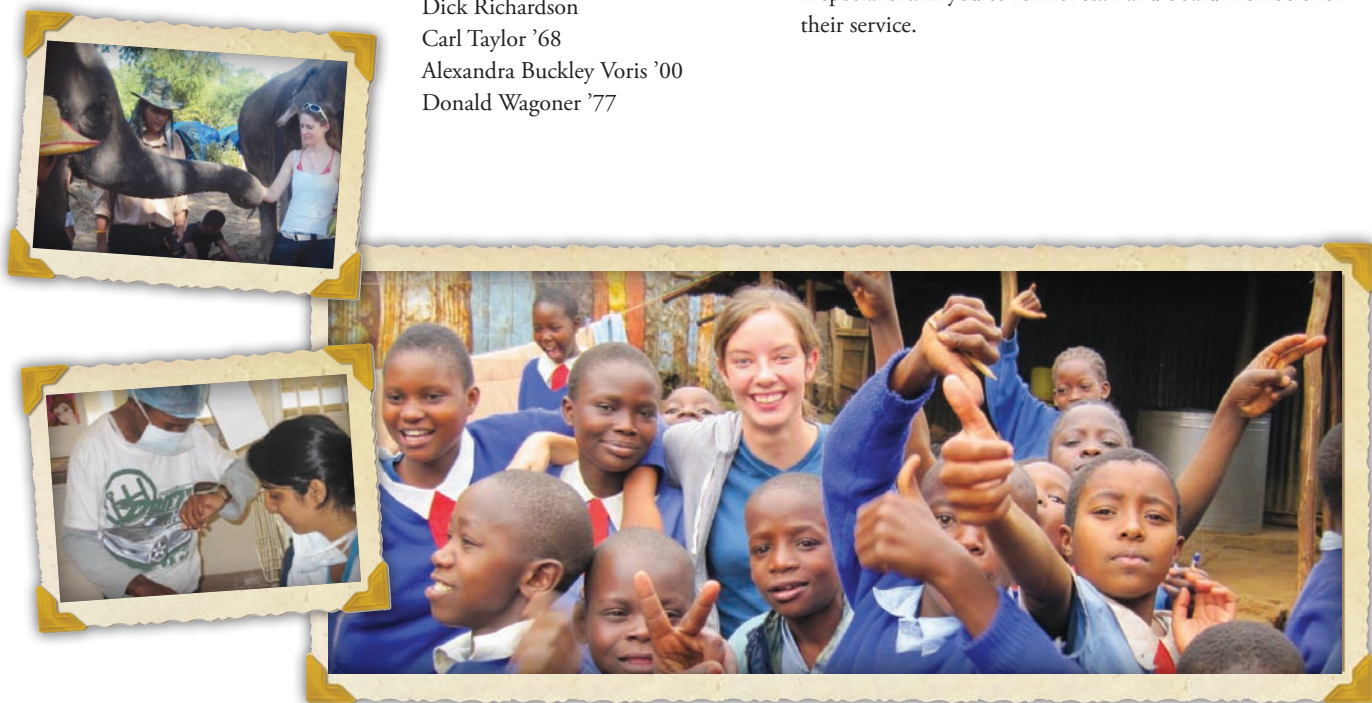 Dick Richardson
Carl Taylor ’68
Alexandra Buckley Voris ’00
Donald Wagoner ’77
their service.